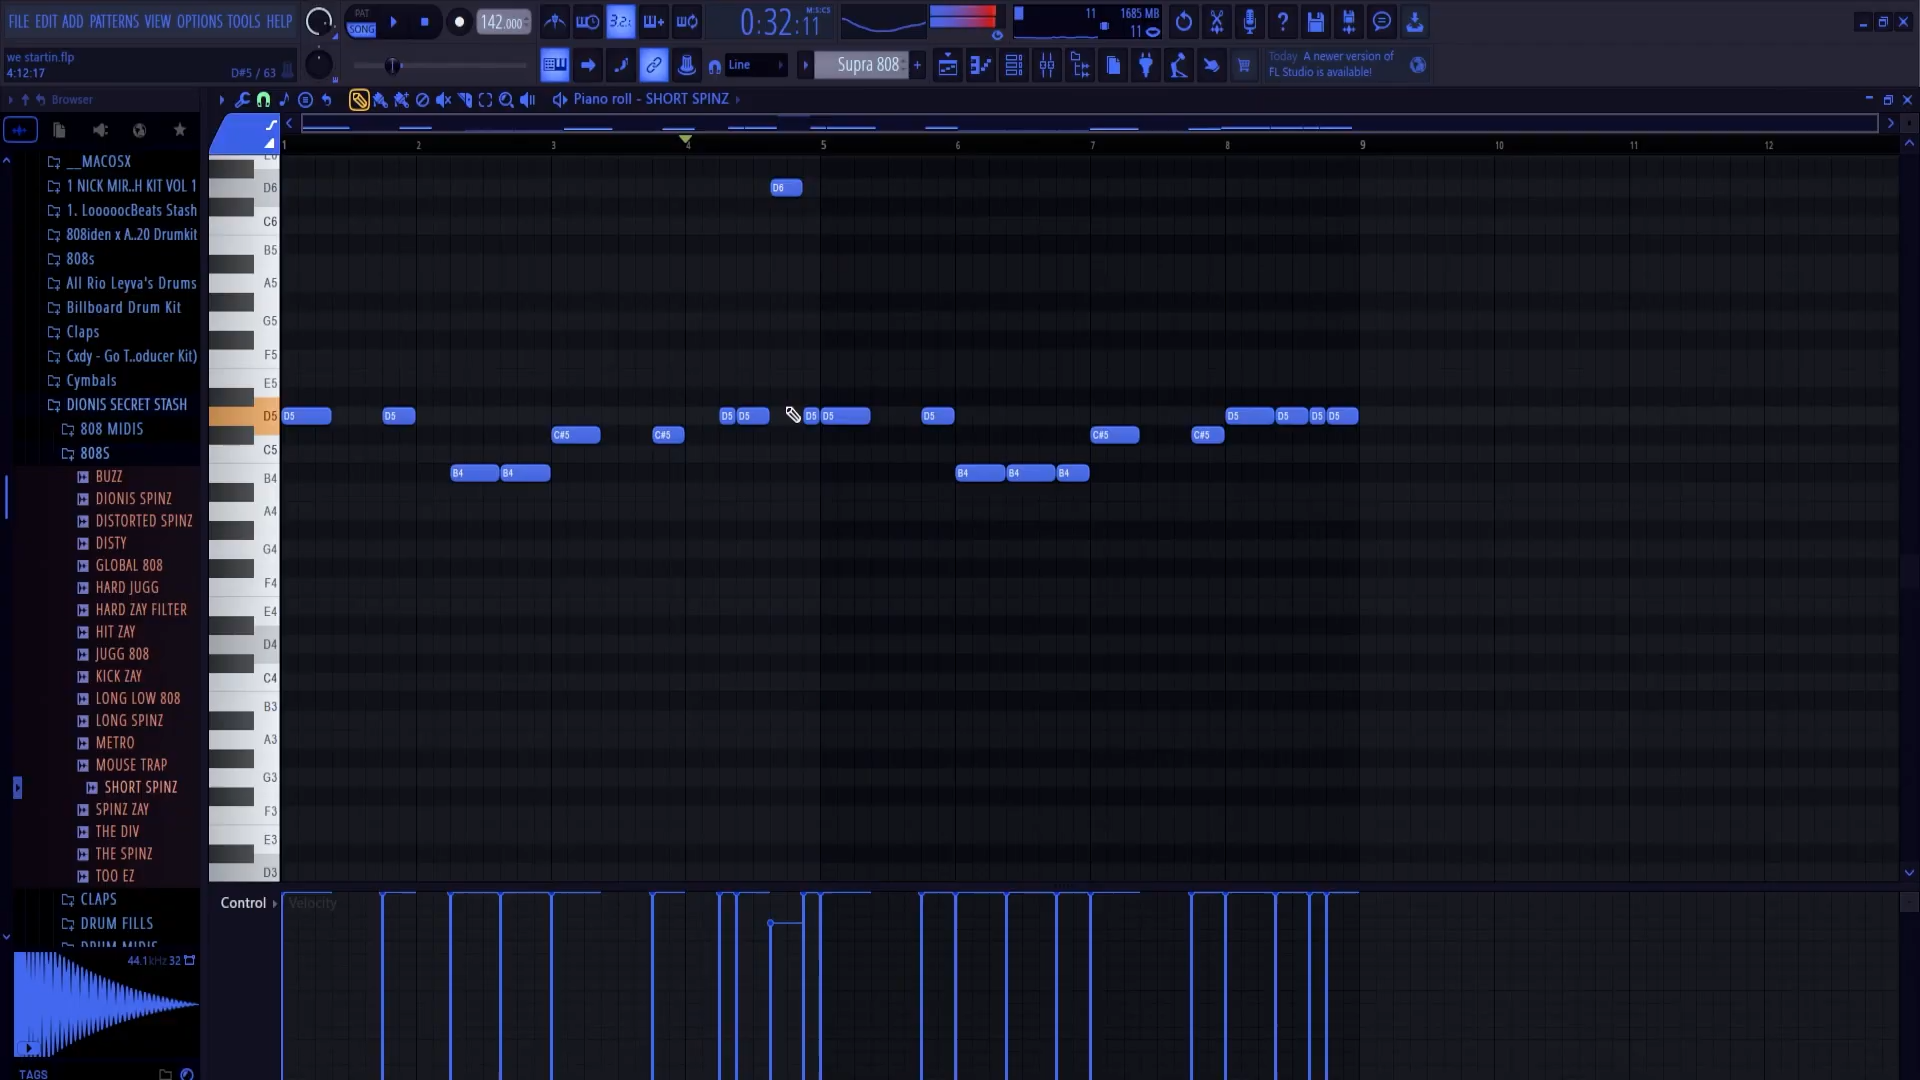 FILE EDIT ADD PATTERNS VIEW OPTIONS TOOLS HELP
PAT
SONG
142.000
3.2:
0:32:11
M:S:CS
11
1685 MB
11
we startin.flp
4:12:17
D#5 / 63
Line
Supra 808
Today A newer version of
FL Studio is available!
Browser
Piano roll - SHORT SPINZ
1 2 3 4 5 6 7 8 9 10 11 12
__MACOSX
1 NICK MIR..H KIT VOL 1
1. LooooocBeats Stash
808iden x A..20 Drumkit
808s
All Rio Leyva's Drums
Billboard Drum Kit
Claps
Cxdy - Go T..oducer Kit)
Cymbals
DIONIS SECRET STASH
808 MIDIS
808S
BUZZ
DIONIS SPINZ
DISTORTED SPINZ
DISTY
GLOBAL 808
HARD JUGG
HARD ZAY FILTER
HIT ZAY
JUGG 808
KICK ZAY
LONG LOW 808
LONG SPINZ
METRO
MOUSE TRAP
SHORT SPINZ
SPINZ ZAY
THE DIV
THE SPINZ
TOO EZ
CLAPS
DRUM FILLS
DRUM MIDIS
44.1kHz 32
TAGS
E6
D6
C6
B5
A5
G5
F5
E5
D5
C5
B4
A4
G4
F4
E4
D4
C4
B3
A3
G3
F3
E3
D3
D6
D5 D5 D5 D5 D5 D5 D5 D5 D5 D5 D5
C#5 C#5 C#5 C#5
B4 B4 B4 B4 B4
Control
Velocity